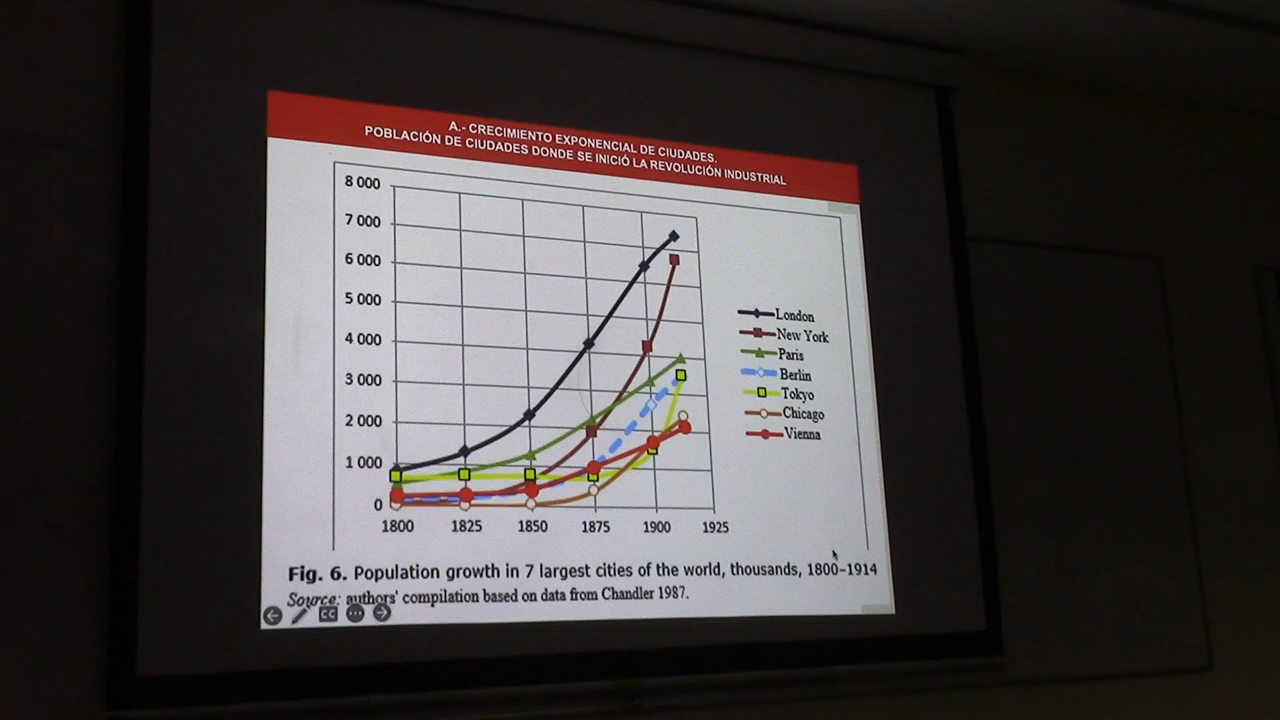 A.- CRECIMIENTO EXPONENCIAL DE CIUDADES.
POBLACIÓN DE CIUDADES DONDE SE INICIÓ LA REVOLUCIÓN INDUSTRIAL
8 000
7 000
6 000
5 000
4 000
3 000
2 000
1 000
0
1800 1825 1850 1875 1900 1925
London
New York
Paris
Berlin
Tokyo
Chicago
Vienna
Fig. 6. Population growth in 7 largest cities of the world, thousands, 1800–1914
Source: authors' compilation based on data from Chandler 1987.
CC